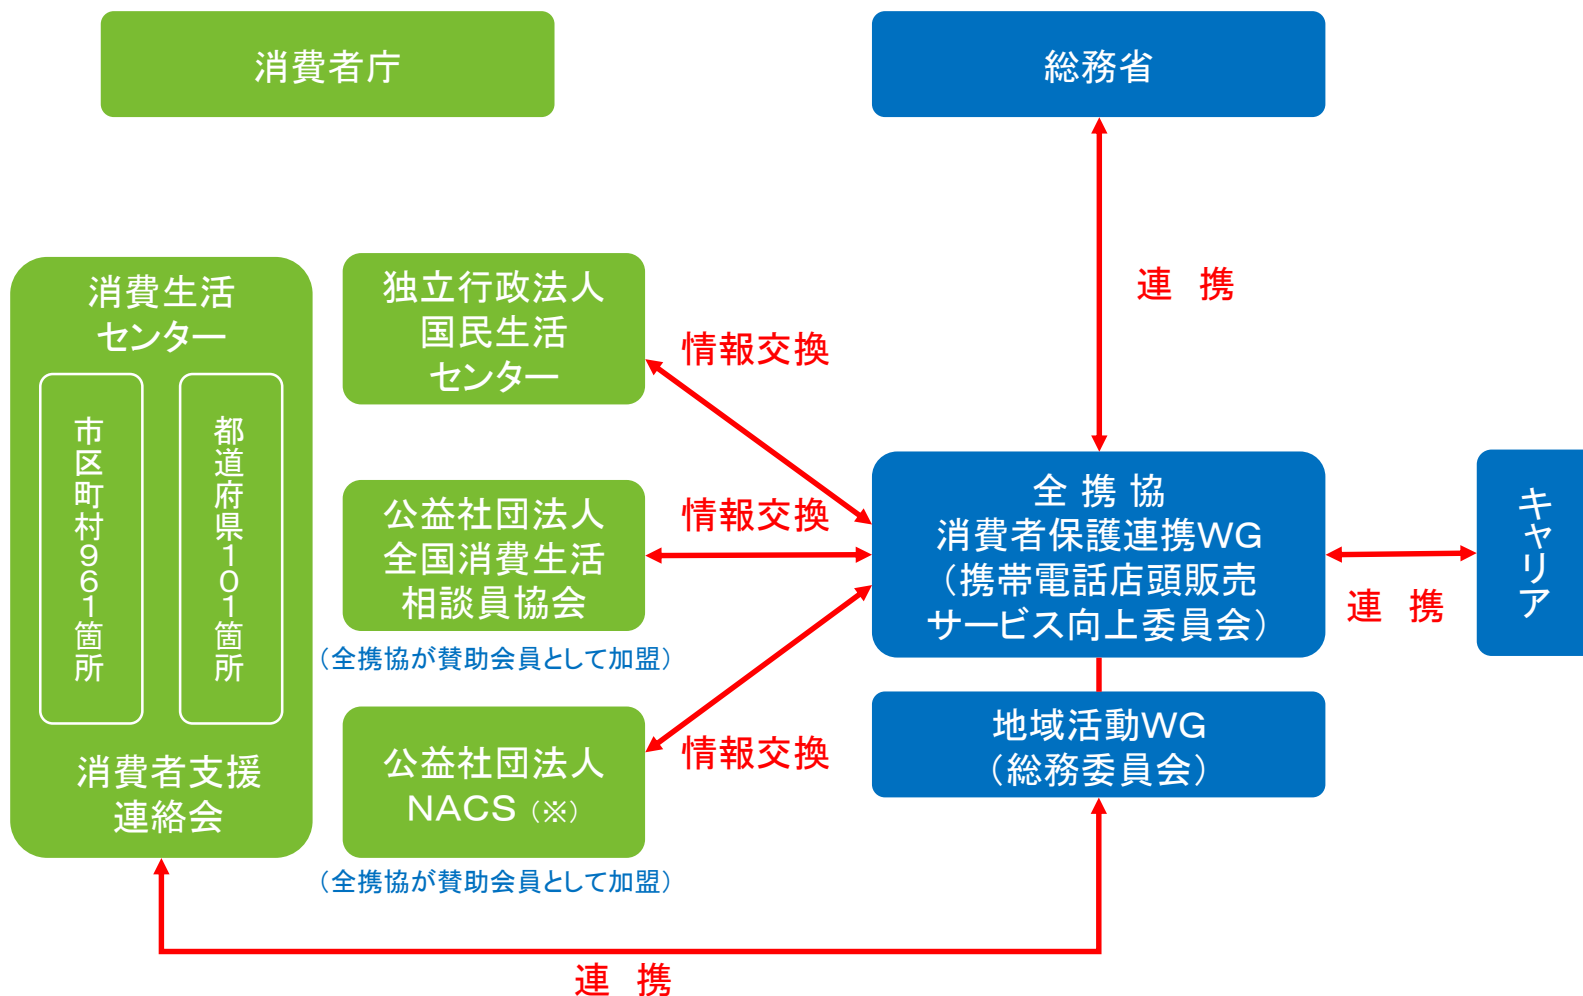 消費者庁
総務省
連 携
消費生活
センター
市区町村９６１箇所
都道府県１０１箇所
消費者支援
連絡会
独立行政法人
国民生活
センター
情報交換
公益社団法人
全国消費生活
相談員協会
（全携協が賛助会員として加盟）
情報交換
公益社団法人
NACS（※）
（全携協が賛助会員として加盟）
情報交換
全 携 協
消費者保護連携WG
（携帯電話店頭販売
サービス向上委員会）
連 携
キャリア
地域活動WG
（総務委員会）
連 携